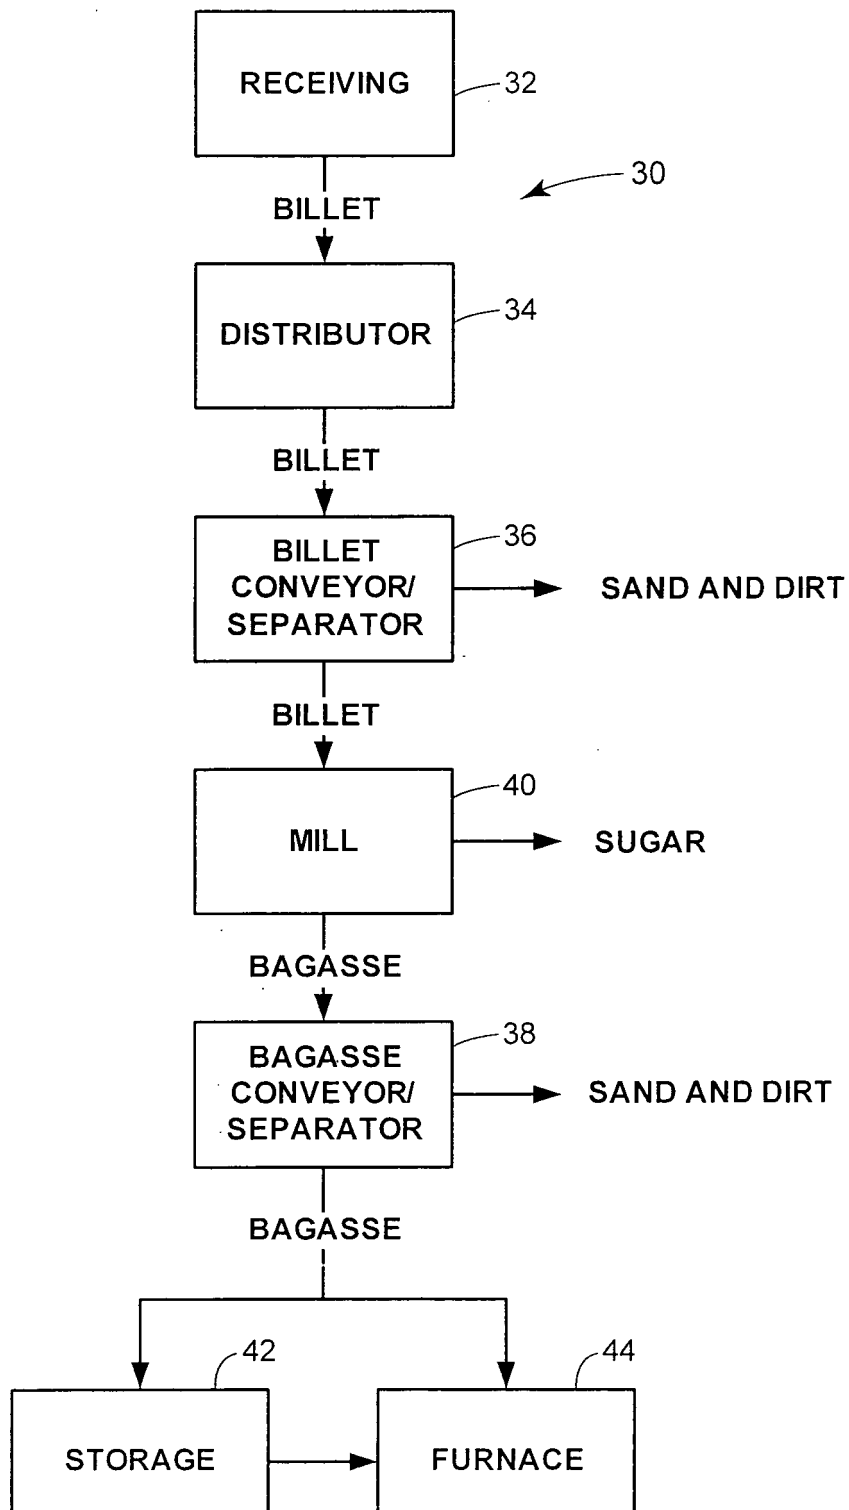 RECEIVING
32
30
BILLET
DISTRIBUTOR
34
BILLET
BILLET
CONVEYOR/
SEPARATOR
36
SAND AND DIRT
BILLET
MILL
40
SUGAR
BAGASSE
BAGASSE
CONVEYOR/
SEPARATOR
38
SAND AND DIRT
BAGASSE
42
44
STORAGE
FURNACE